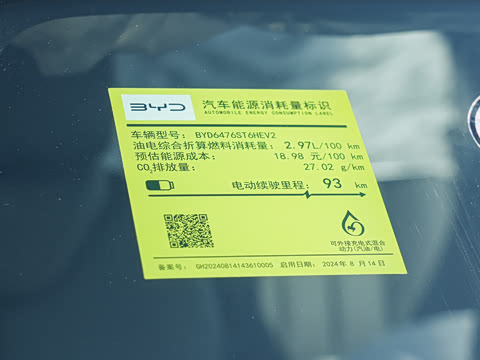 BYD 汽车能源消耗量标识
AUTOMOBILE ENERGY CONSUMPTION LABEL
车辆型号: BYD6476ST6HEV2
油电综合折算燃料消耗量: 2.97L/100 km
预估能源成本: 18.98 元/100 km
CO₂排放量: 27.02 g/km
电动续驶里程: 93 km
可外接充电式混合
动力(汽油/电)
备案号: GH20240814143610005 启用日期: 2024年 8 月14 日